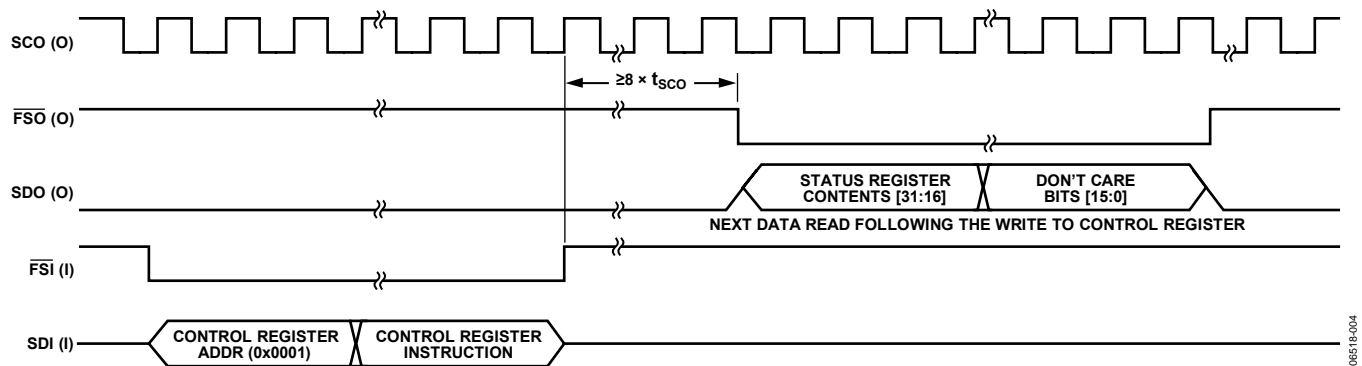 SCO (O)
≥8 × tSCO
FSO (O)
SDO (O)
STATUS REGISTER
CONTENTS [31:16]
DON'T CARE
BITS [15:0]
NEXT DATA READ FOLLOWING THE WRITE TO CONTROL REGISTER
FSI (I)
SDI (I)
CONTROL REGISTER
ADDR (0x0001)
CONTROL REGISTER
INSTRUCTION
06518-004